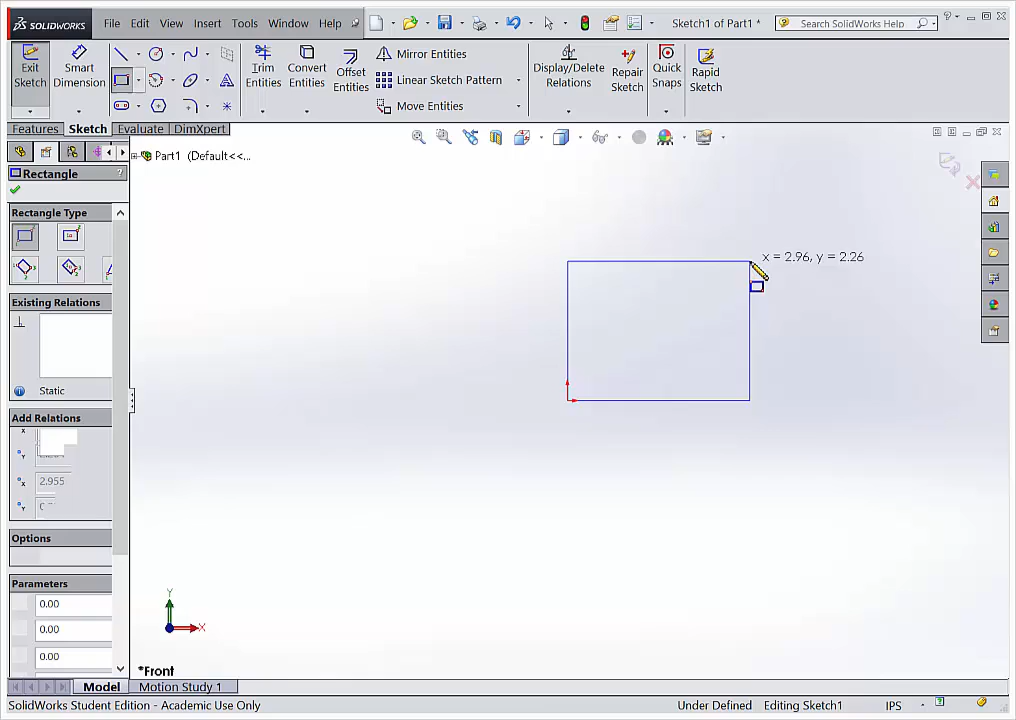 SOLIDWORKS
File Edit View Insert Tools Window Help
Sketch1 of Part1 *
Search SolidWorks Help
Exit Sketch
Smart Dimension
Trim Entities
Convert Entities
Offset Entities
Mirror Entities
Linear Sketch Pattern
Move Entities
Display/Delete Relations
Repair Sketch
Quick Snaps
Rapid Sketch
Features Sketch Evaluate DimXpert
Part1 (Default<<...
Rectangle ?
Rectangle Type
x = 2.96, y = 2.26
Existing Relations
Static
Add Relations
2.955
Options
Parameters
0.00
0.00
0.00
Y
X
*Front
Model Motion Study 1
SolidWorks Student Edition - Academic Use Only
Under Defined Editing Sketch1 IPS